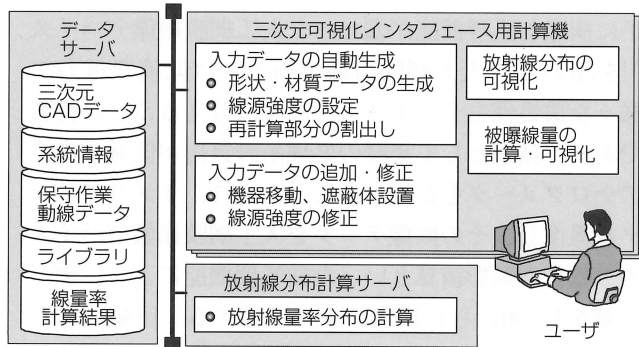 データ
サーバ
三次元
CADデータ
系統情報
保守作業
動線データ
ライブラリ
線量率
計算結果
三次元可視化インタフェース用計算機
入力データの自動生成
● 形状・材質データの生成
● 線源強度の設定
● 再計算部分の割出し
入力データの追加・修正
● 機器移動、遮蔽体設置
● 線源強度の修正
放射線分布の
可視化
被曝線量の
計算・可視化
放射線分布計算サーバ
● 放射線量率分布の計算
ユーザ